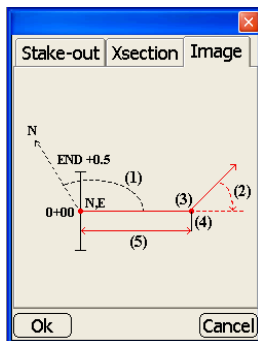 Stake-out Xsection Image
N
END +0.5
(1)
(2)
N,E
(3)
0+00
(4)
(5)
Ok Cancel